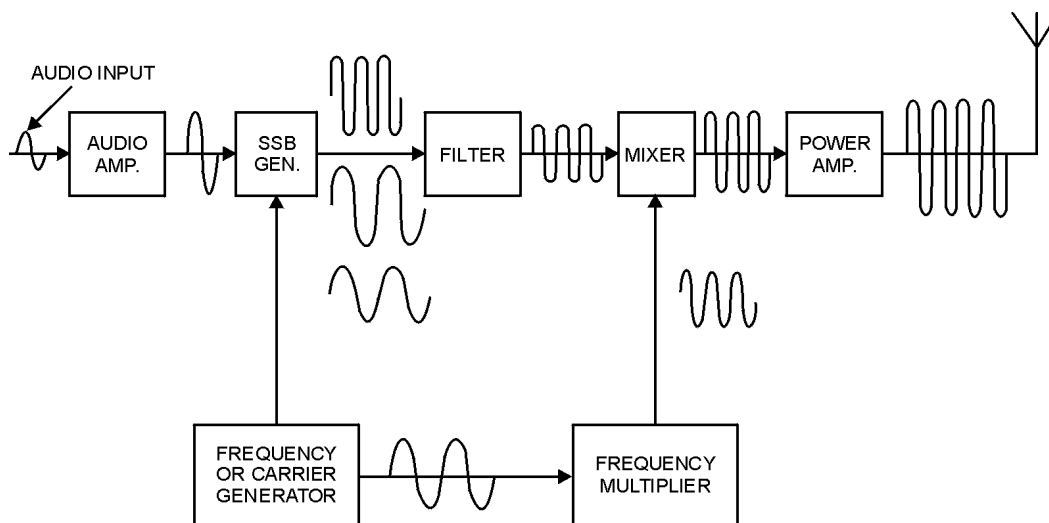 AUDIO INPUT
AUDIO
AMP.
SSB
GEN.
FILTER
MIXER
POWER
AMP.
FREQUENCY
OR CARRIER
GENERATOR
FREQUENCY
MULTIPLIER